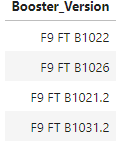 Booster_Version
F9 FT B1022
F9 FT B1026
F9 FT B1021.2
F9 FT B1031.2